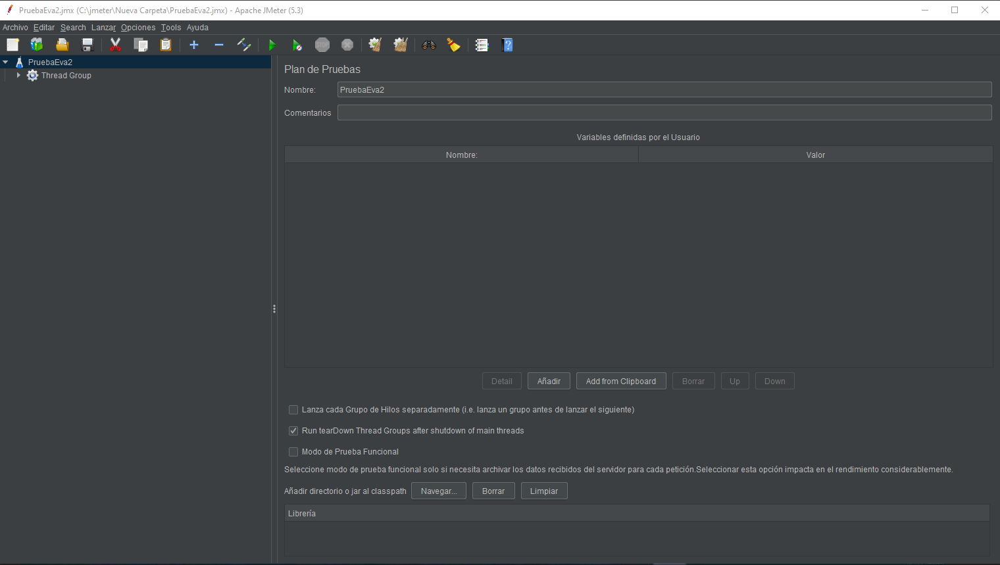 PruebaEva2.jmx (C:\jmeter\Nueva Carpeta\PruebaEva2.jmx) - Apache JMeter (5.3)
Archivo Editar Search Lanzar Opciones Tools Ayuda
STOP
PruebaEva2
Thread Group
Plan de Pruebas
Nombre: PruebaEva2
Comentarios
Variables definidas por el Usuario
Nombre: Valor
Detail Añadir Add from Clipboard Borrar Up Down
Lanza cada Grupo de Hilos separadamente (i.e. lanza un grupo antes de lanzar el siguiente)
Run tearDown Thread Groups after shutdown of main threads
Modo de Prueba Funcional
Seleccione modo de prueba funcional solo si necesita archivar los datos recibidos del servidor para cada petición.Seleccionar esta opción impacta en el rendimiento considerablemente.
Añadir directorio o jar al classpath Navegar... Borrar Limpiar
Librería